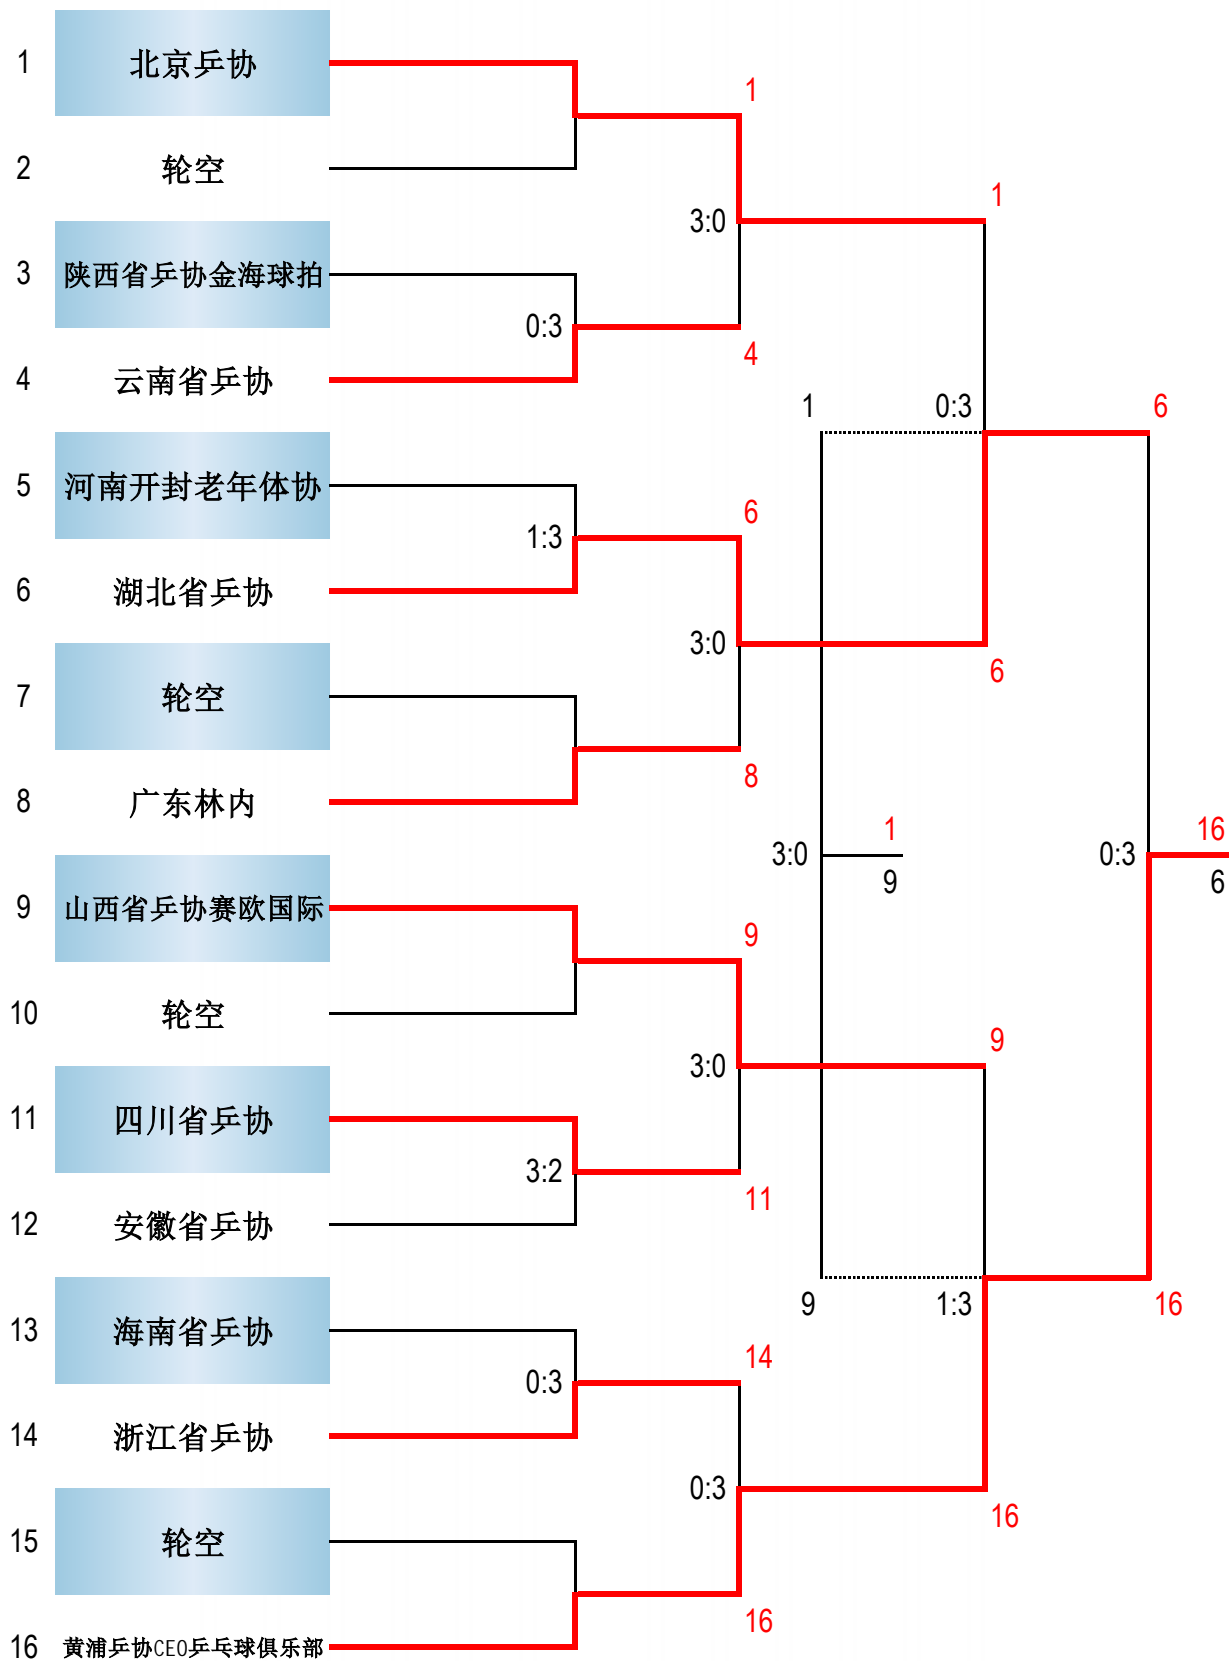 1 北京乒协
1
2 轮空
1
3:0
3 陕西省乒协金海球拍
0:3
4
4 云南省乒协
1 0:3 6
5 河南开封老年体协
6
1:3
6 湖北省乒协
3:0
6
7 轮空
8
8 广东林内
1 16
3:0 0:3
9 6
9 山西省乒协赛欧国际
9
10 轮空
9
3:0
11 四川省乒协
3:2
11
12 安徽省乒协
9 1:3 16
13 海南省乒协
14
0:3
14 浙江省乒协
0:3
16
15 轮空
16
16 黄浦乒协CEO乒乓球俱乐部